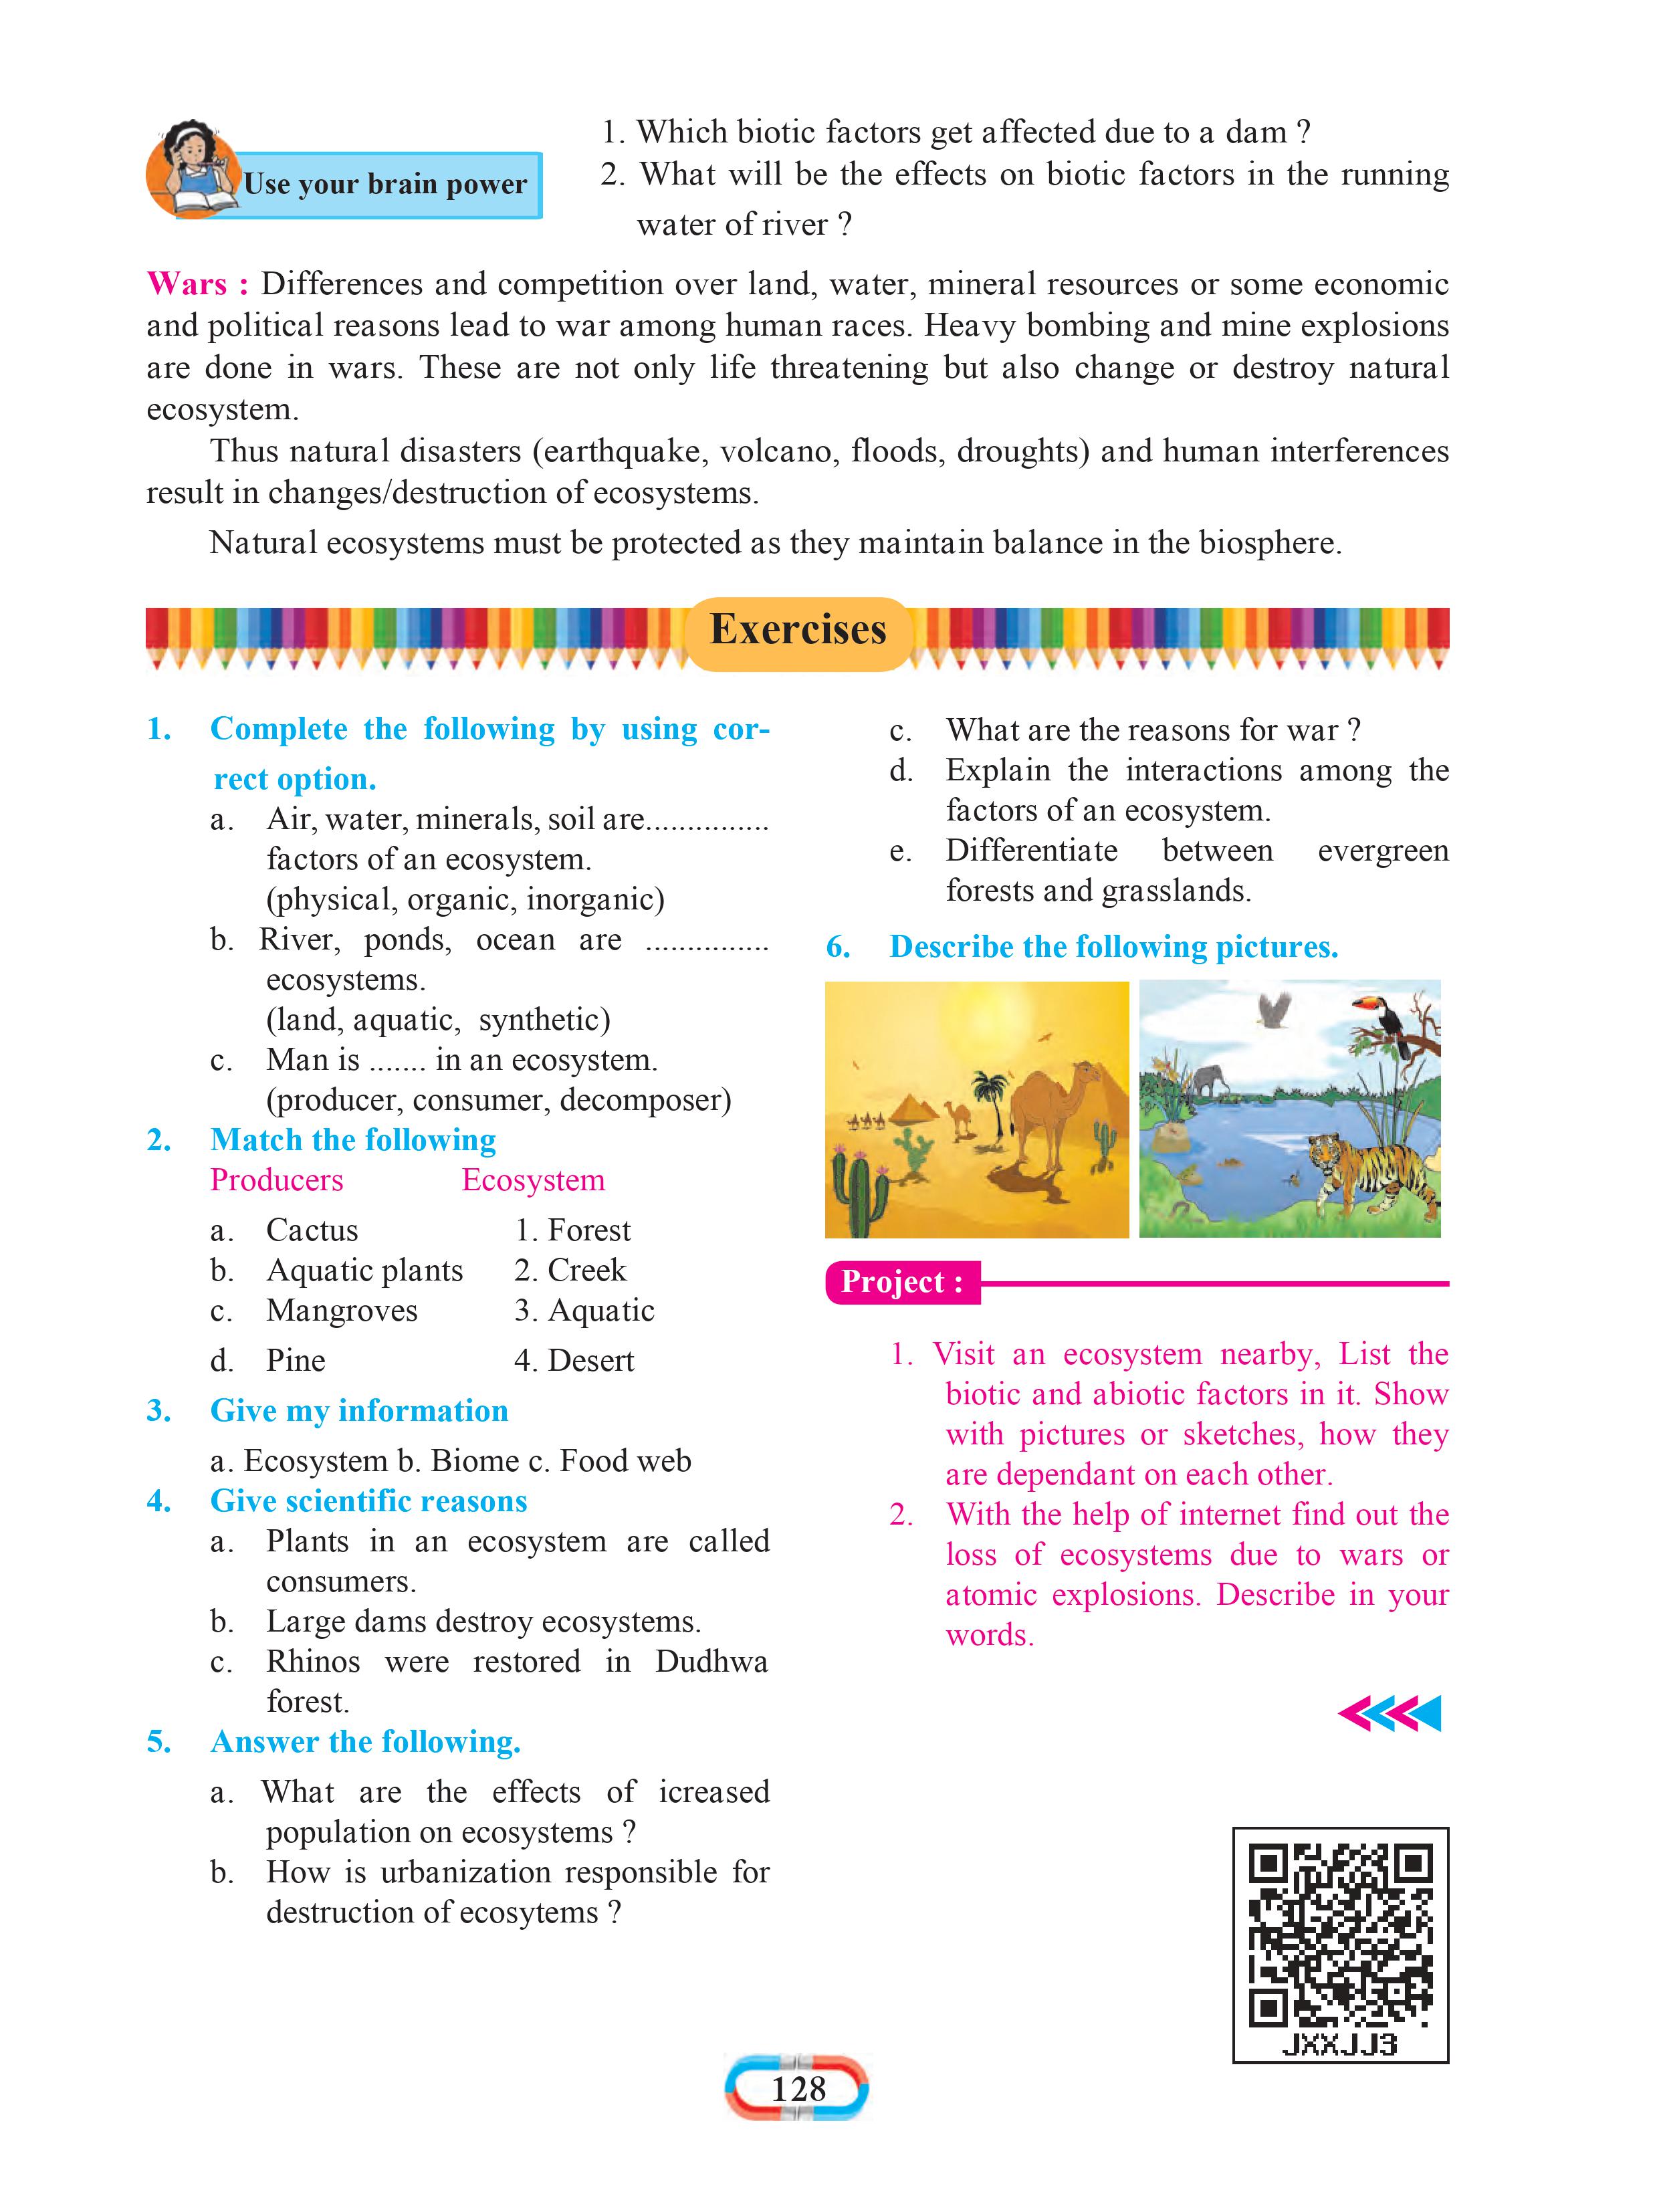 Use your brain power
1. Which biotic factors get affected due to a dam ?
2. What will be the effects on biotic factors in the running
water of river ?
Wars : Differences and competition over land, water, mineral resources or some economic
and political reasons lead to war among human races. Heavy bombing and mine explosions
are done in wars. These are not only life threatening but also change or destroy natural
ecosystem.
Thus natural disasters (earthquake, volcano, floods, droughts) and human interferences
result in changes/destruction of ecosystems.
Natural ecosystems must be protected as they maintain balance in the biosphere.
Exercises
1. Complete the following by using cor-
rect option.
a. Air, water, minerals, soil are...............
factors of an ecosystem.
(physical, organic, inorganic)
b. River, ponds, ocean are ...............
ecosystems.
(land, aquatic, synthetic)
c. Man is ....... in an ecosystem.
(producer, consumer, decomposer)
2. Match the following
Producers Ecosystem
a. Cactus 1. Forest
b. Aquatic plants 2. Creek
c. Mangroves 3. Aquatic
d. Pine 4. Desert
3. Give my information
a. Ecosystem b. Biome c. Food web
4. Give scientific reasons
a. Plants in an ecosystem are called
consumers.
b. Large dams destroy ecosystems.
c. Rhinos were restored in Dudhwa
forest.
5. Answer the following.
a. What are the effects of icreased
population on ecosystems ?
b. How is urbanization responsible for
destruction of ecosytems ?
c. What are the reasons for war ?
d. Explain the interactions among the
factors of an ecosystem.
e. Differentiate between evergreen
forests and grasslands.
6. Describe the following pictures.
Project :
1. Visit an ecosystem nearby, List the
biotic and abiotic factors in it. Show
with pictures or sketches, how they
are dependant on each other.
2. With the help of internet find out the
loss of ecosystems due to wars or
atomic explosions. Describe in your
words.
JXXJJ3
128